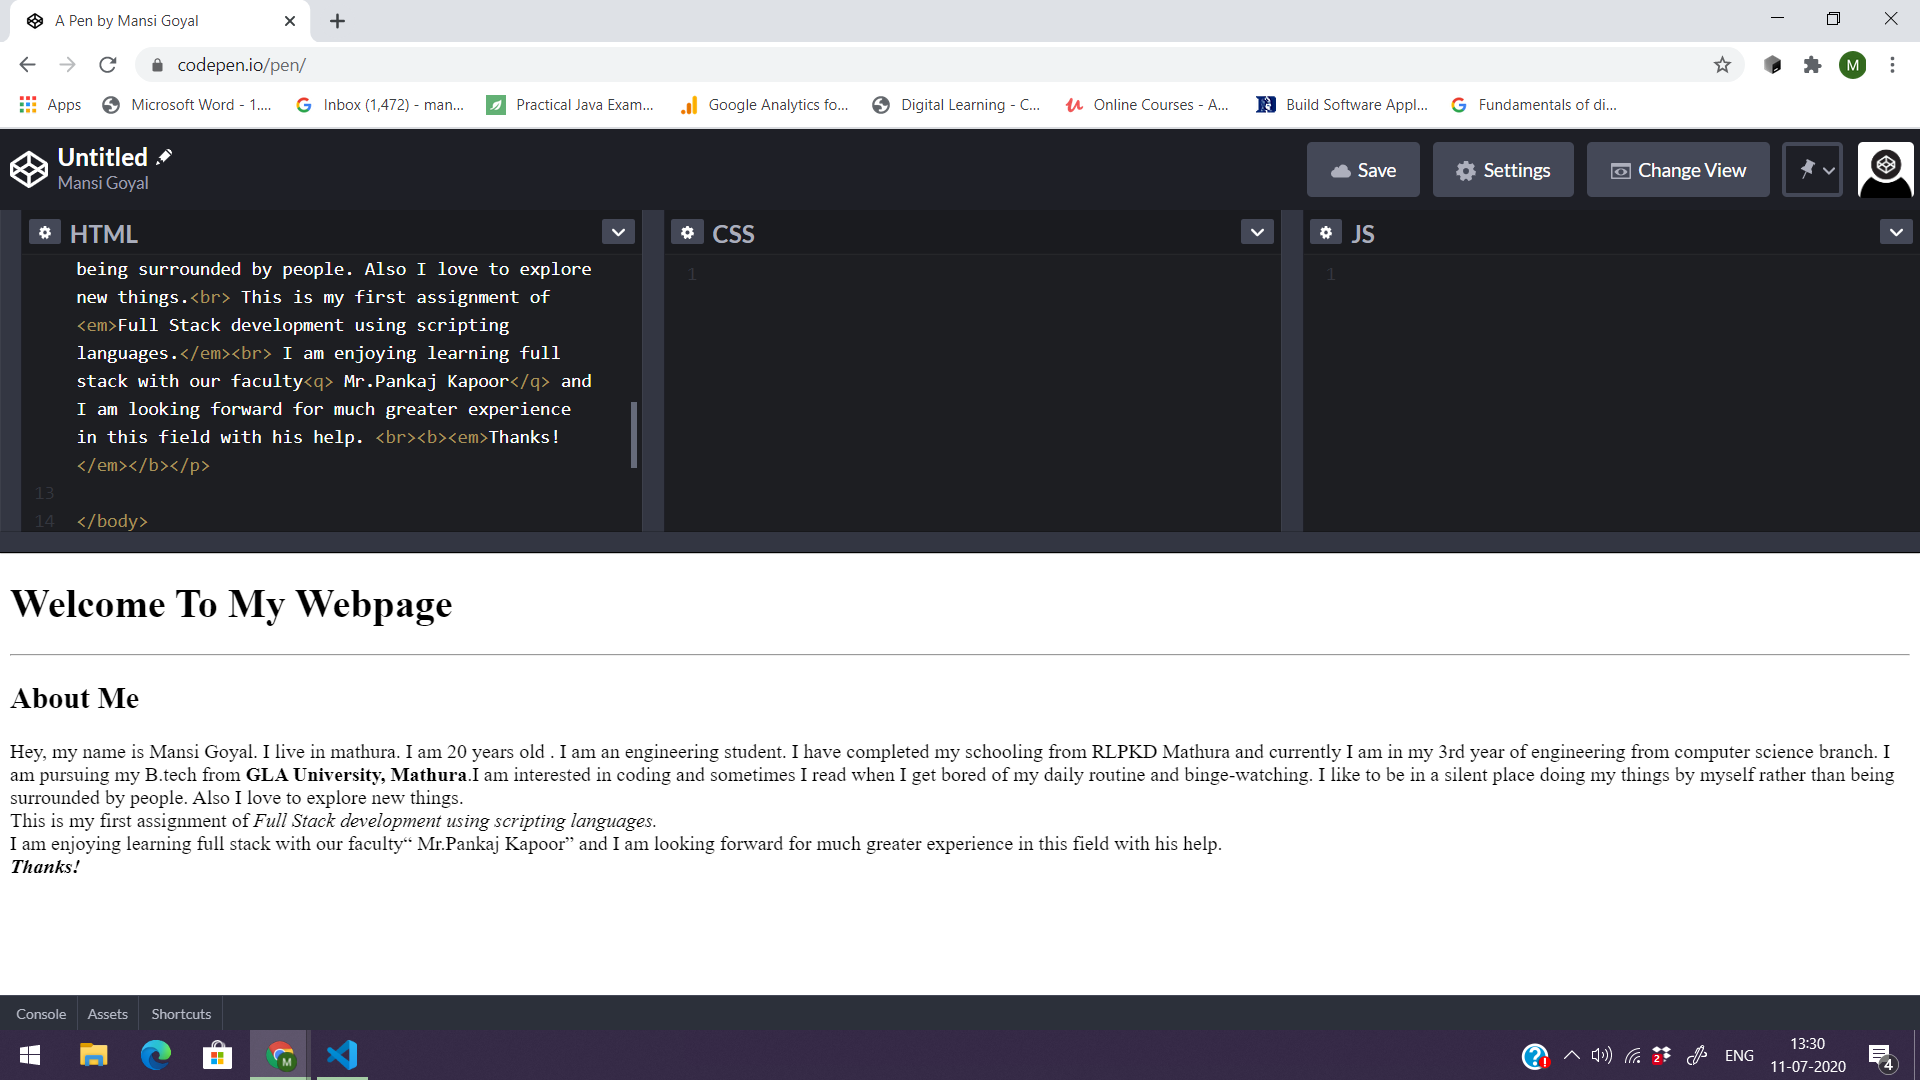 A Pen by Mansi Goyal
codepen.io/pen/
M
Apps
Microsoft Word - 1....
Inbox (1,472) - man...
Practical Java Exam...
Google Analytics fo...
Digital Learning - C...
Online Courses - A...
Build Software Appl...
Fundamentals of di...
Untitled
Mansi Goyal
Save
Settings
Change View
HTML
CSS
JS
being surrounded by people. Also I love to explore
new things.<br> This is my first assignment of
<em>Full Stack development using scripting
languages.</em><br> I am enjoying learning full
stack with our faculty<q> Mr.Pankaj Kapoor</q> and
I am looking forward for much greater experience
in this field with his help. <br><b><em>Thanks!
</em></b></p>
13
14 </body>
1
1
Welcome To My Webpage
About Me
Hey, my name is Mansi Goyal. I live in mathura. I am 20 years old . I am an engineering student. I have completed my schooling from RLPKD Mathura and currently I am in my 3rd year of engineering from computer science branch. I
am pursuing my B.tech from GLA University, Mathura.I am interested in coding and sometimes I read when I get bored of my daily routine and binge-watching. I like to be in a silent place doing my things by myself rather than being
surrounded by people. Also I love to explore new things.
This is my first assignment of Full Stack development using scripting languages.
I am enjoying learning full stack with our faculty“ Mr.Pankaj Kapoor” and I am looking forward for much greater experience in this field with his help.
Thanks!
Console
Assets
Shortcuts
M
2
ENG
13:30
11-07-2020
4